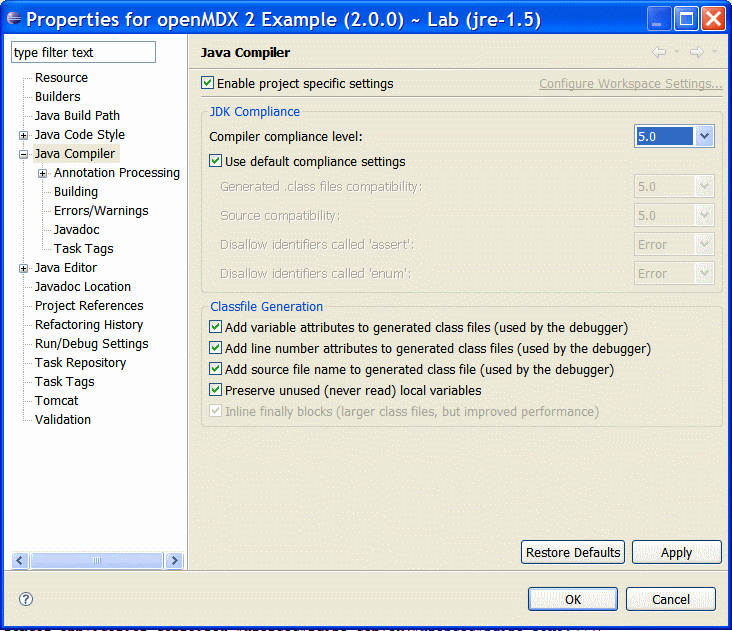 Properties for openMDX 2 Example (2.0.0) ~ Lab (jre-1.5)
type filter text
Resource
Builders
Java Build Path
Java Code Style
Java Compiler
Annotation Processing
Building
Errors/Warnings
Javadoc
Task Tags
Java Editor
Javadoc Location
Project References
Refactoring History
Run/Debug Settings
Task Repository
Task Tags
Tomcat
Validation
Java Compiler
Enable project specific settings
Configure Workspace Settings...
JDK Compliance
Compiler compliance level: 5.0
Use default compliance settings
Generated .class files compatibility: 5.0
Source compatibility: 5.0
Disallow identifiers called 'assert': Error
Disallow identifiers called 'enum': Error
Classfile Generation
Add variable attributes to generated class files (used by the debugger)
Add line number attributes to generated class files (used by the debugger)
Add source file name to generated class file (used by the debugger)
Preserve unused (never read) local variables
Inline finally blocks (larger class files, but improved performance)
Restore Defaults Apply
? OK Cancel